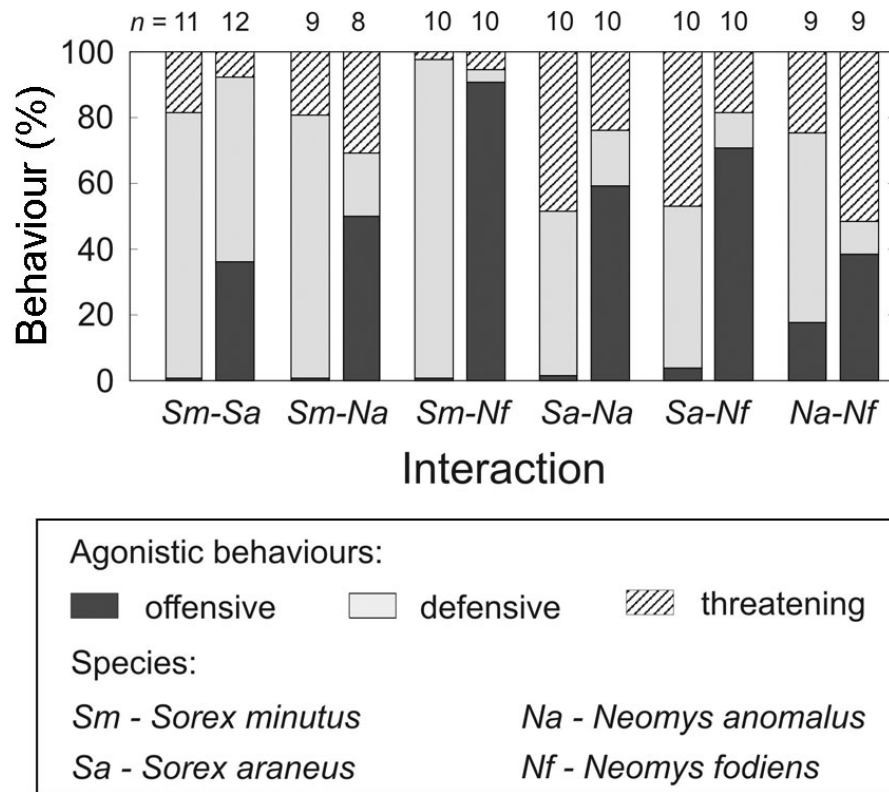 n = 11 12 9 8 10 10 10 10 10 10 9 9
100
80
60
40
20
0
Behaviour (%)
Sm-Sa Sm-Na Sm-Nf Sa-Na Sa-Nf Na-Nf
Interaction
Agonistic behaviours:
offensive defensive threatening
Species:
Sm - Sorex minutus Na - Neomys anomalus
Sa - Sorex araneus Nf - Neomys fodiens